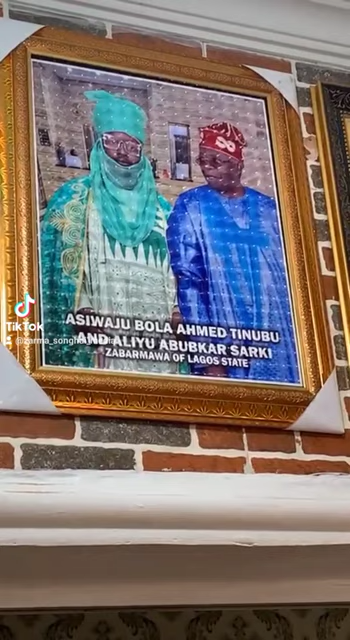 TikTok
ASIWAJU BOLA AHMED TINUBU
AND ALIYU ABUBKAR SARKI
ZABARMAWA OF LAGOS STATE